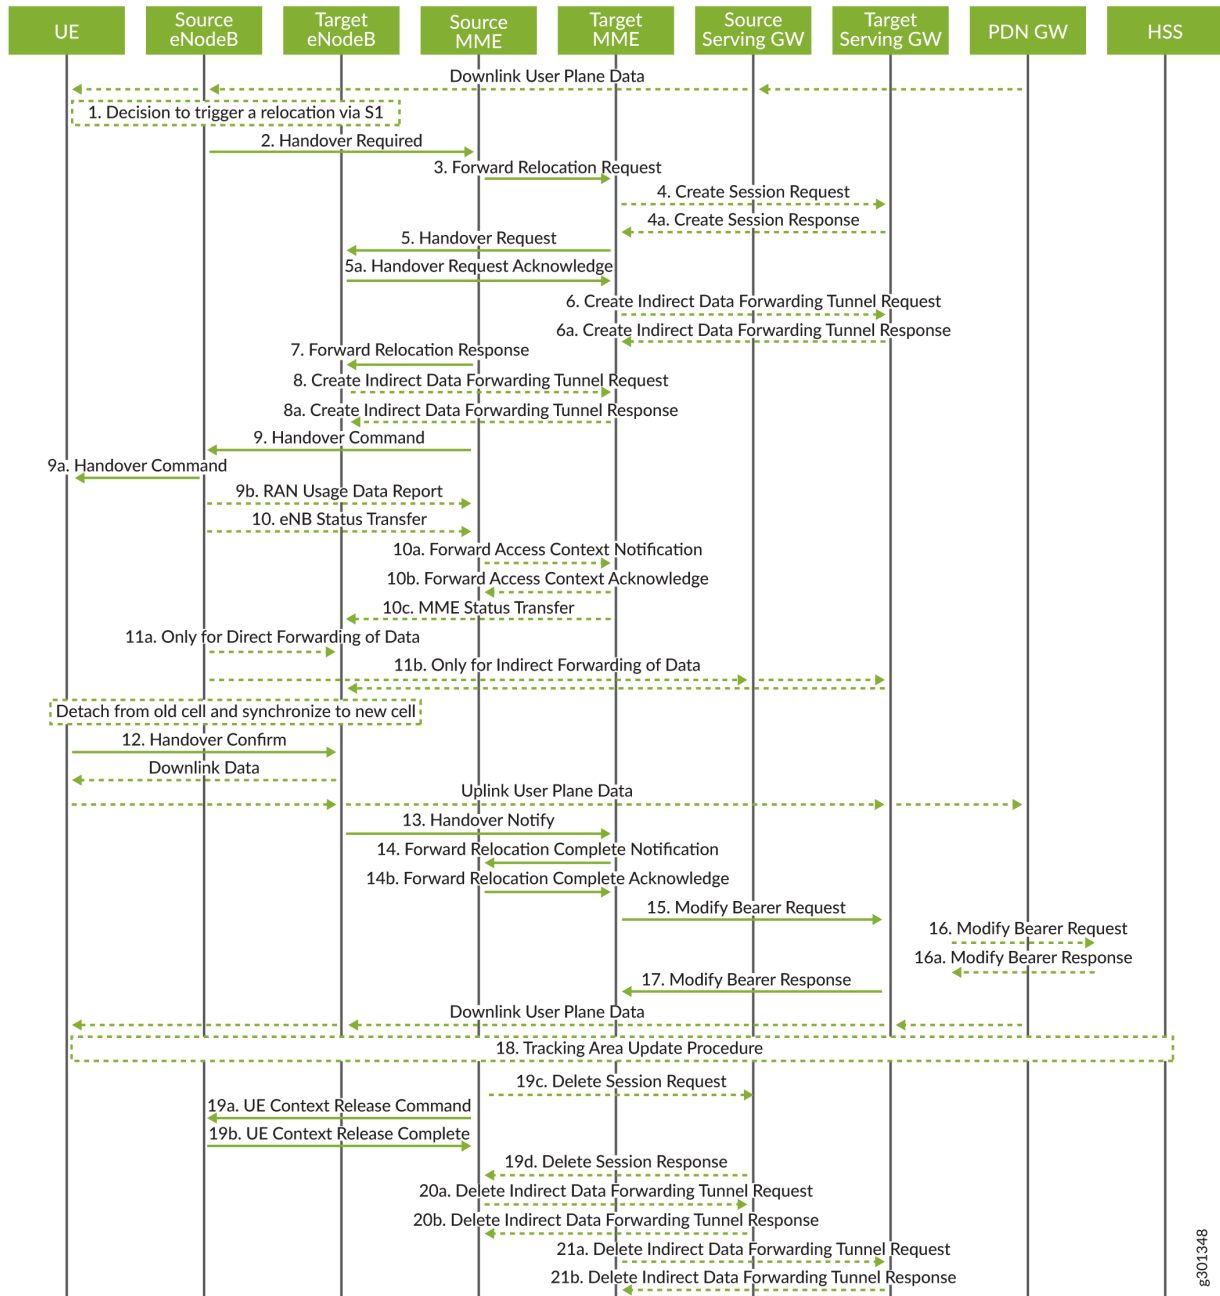 UE
Source
eNodeB
Target
eNodeB
Source
MME
Target
MME
Source
Serving GW
Target
Serving GW
PDN GW
HSS
Downlink User Plane Data
1. Decision to trigger a relocation via S1
2. Handover Required
3. Forward Relocation Request
4. Create Session Request
4a. Create Session Response
5. Handover Request
5a. Handover Request Acknowledge
6. Create Indirect Data Forwarding Tunnel Request
6a. Create Indirect Data Forwarding Tunnel Response
7. Forward Relocation Response
8. Create Indirect Data Forwarding Tunnel Request
8a. Create Indirect Data Forwarding Tunnel Response
9. Handover Command
9a. Handover Command
9b. RAN Usage Data Report
10. eNB Status Transfer
10a. Forward Access Context Notification
10b. Forward Access Context Acknowledge
10c. MME Status Transfer
11a. Only for Direct Forwarding of Data
11b. Only for Indirect Forwarding of Data
Detach from old cell and synchronize to new cell
12. Handover Confirm
Downlink Data
Uplink User Plane Data
13. Handover Notify
14. Forward Relocation Complete Notification
14b. Forward Relocation Complete Acknowledge
15. Modify Bearer Request
16. Modify Bearer Request
16a. Modify Bearer Response
17. Modify Bearer Response
Downlink User Plane Data
18. Tracking Area Update Procedure
19c. Delete Session Request
19a. UE Context Release Command
19b. UE Context Release Complete
19d. Delete Session Response
20a. Delete Indirect Data Forwarding Tunnel Request
20b. Delete Indirect Data Forwarding Tunnel Response
21a. Delete Indirect Data Forwarding Tunnel Request
21b. Delete Indirect Data Forwarding Tunnel Response
g301348